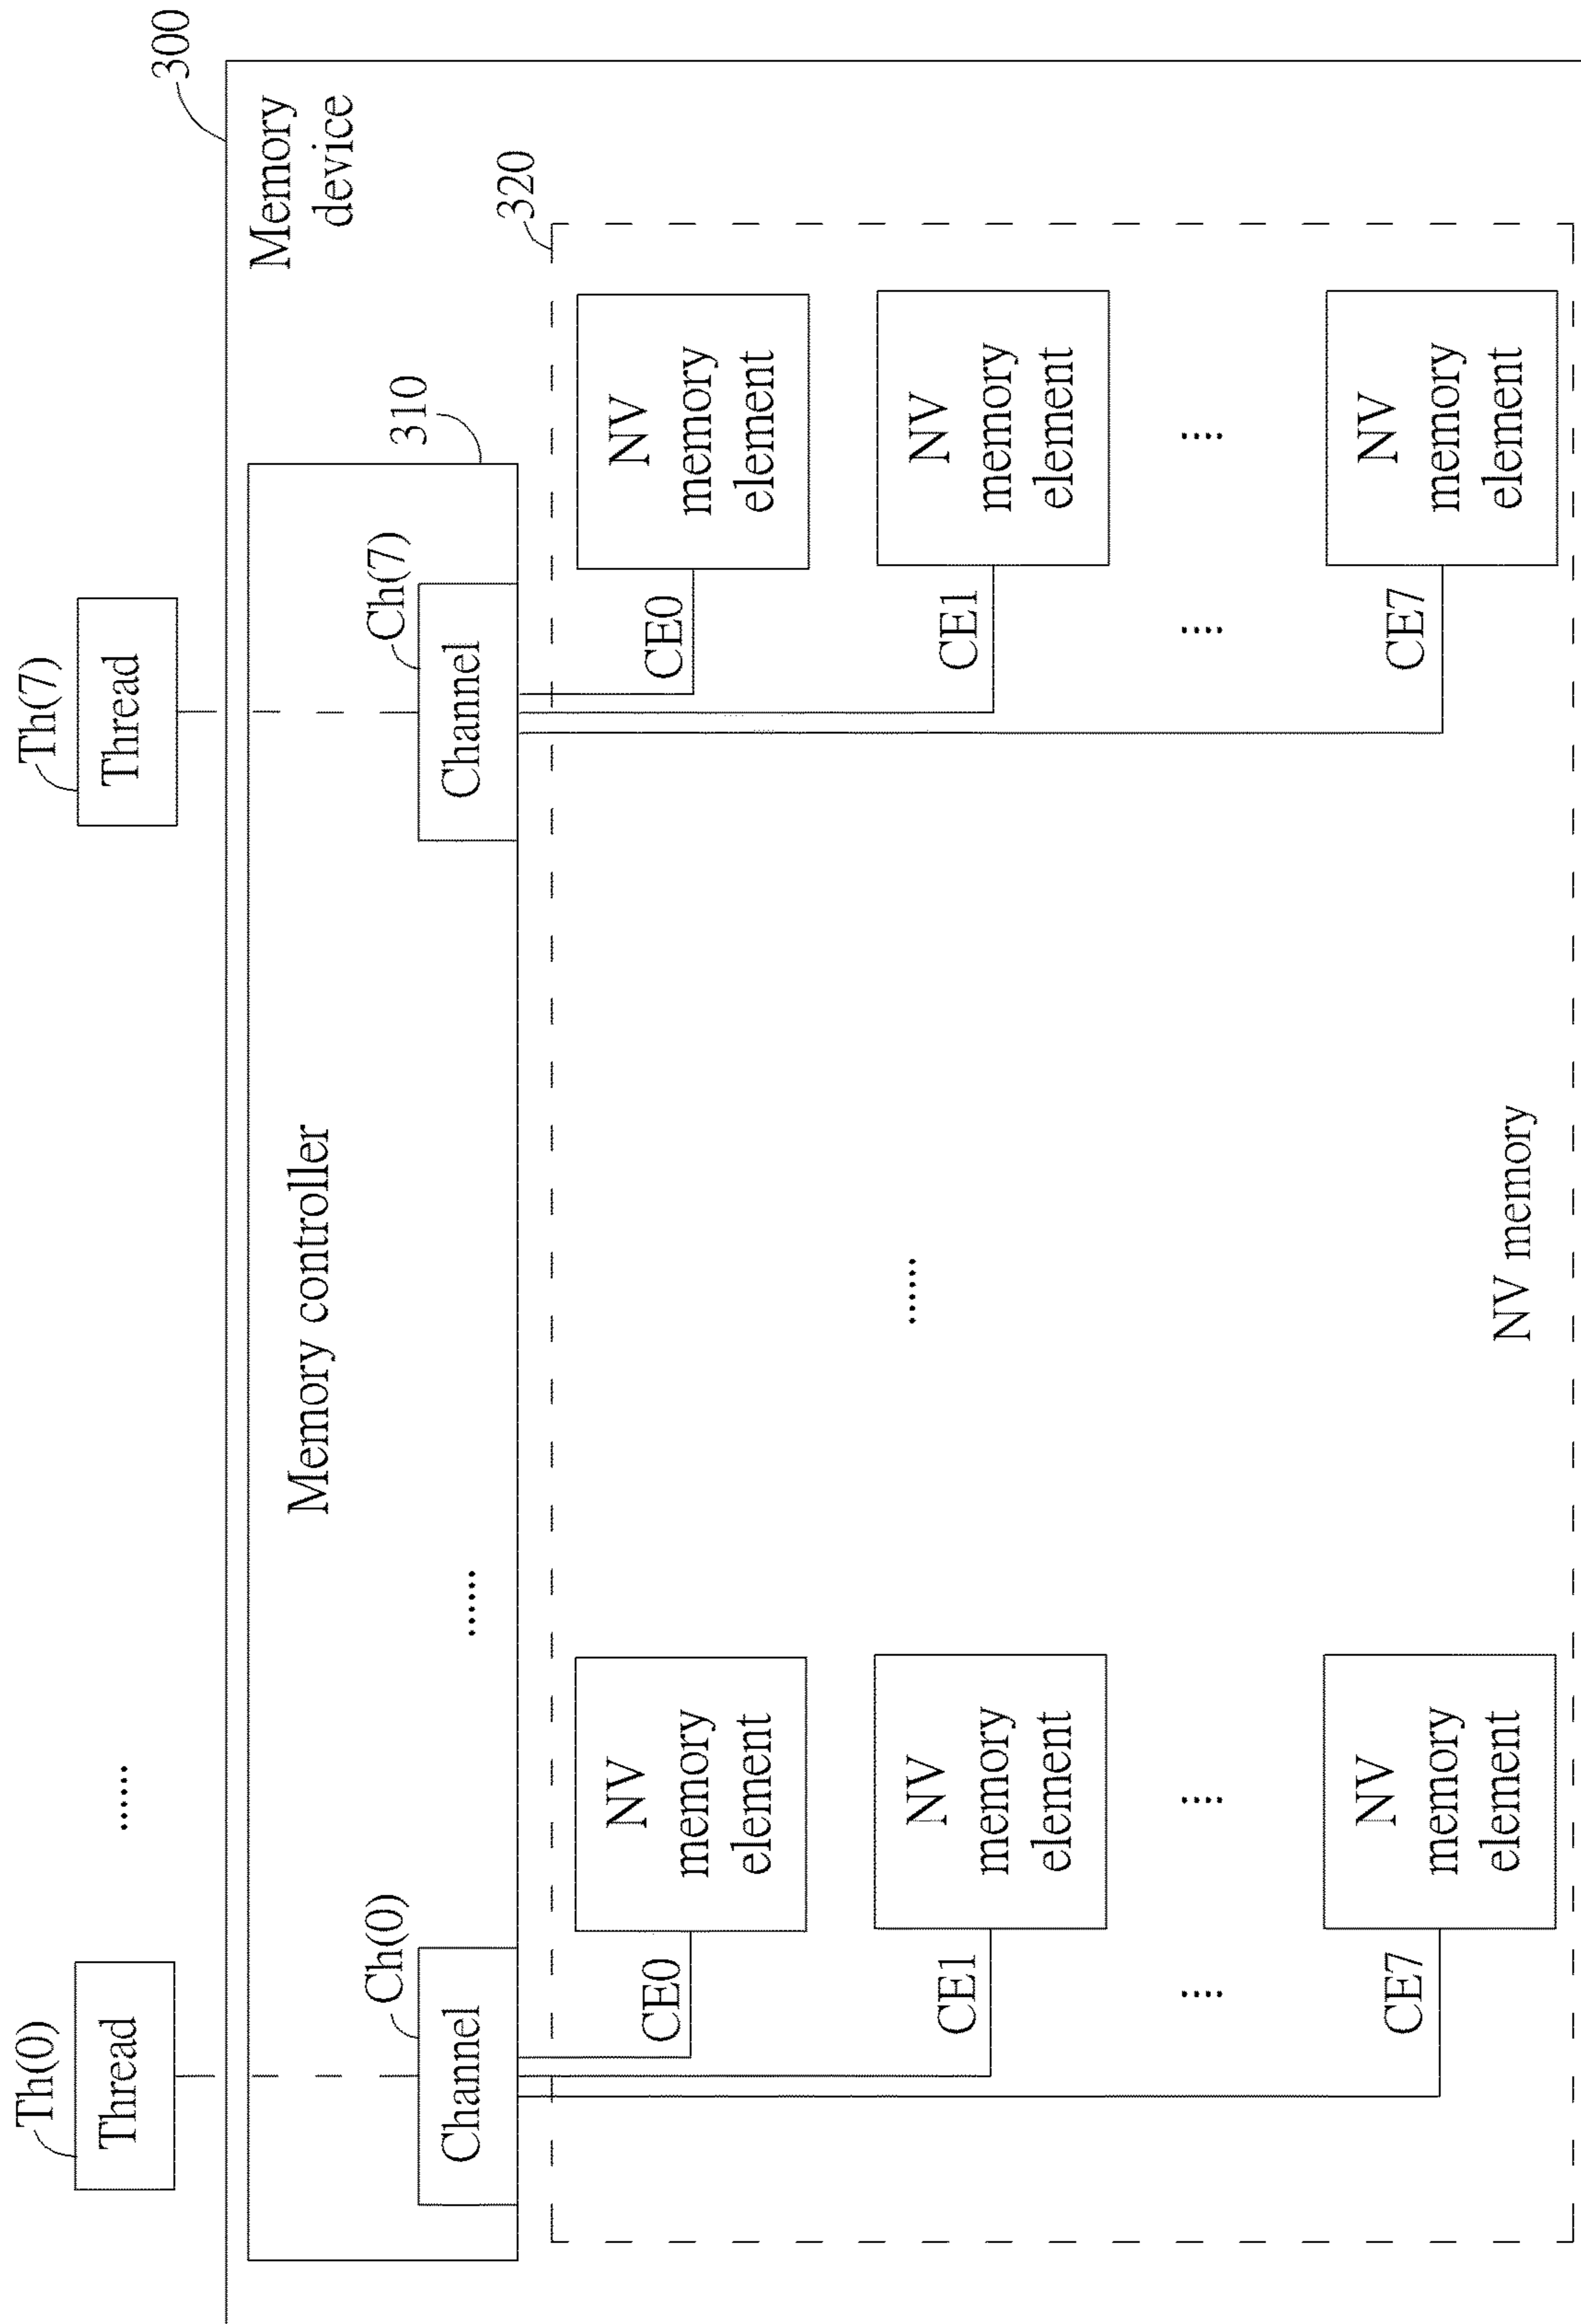 Th(0)
Thread
......
Th(7)
Thread
300
Memory
device
Memory controller
310
Ch(0)
Channel
......
Ch(7)
Channel
320
CE0
NV
memory
element
CE1
NV
memory
element
....
....
CE7
NV
memory
element
......
CE0
NV
memory
element
CE1
NV
memory
element
....
....
CE7
NV
memory
element
NV memory